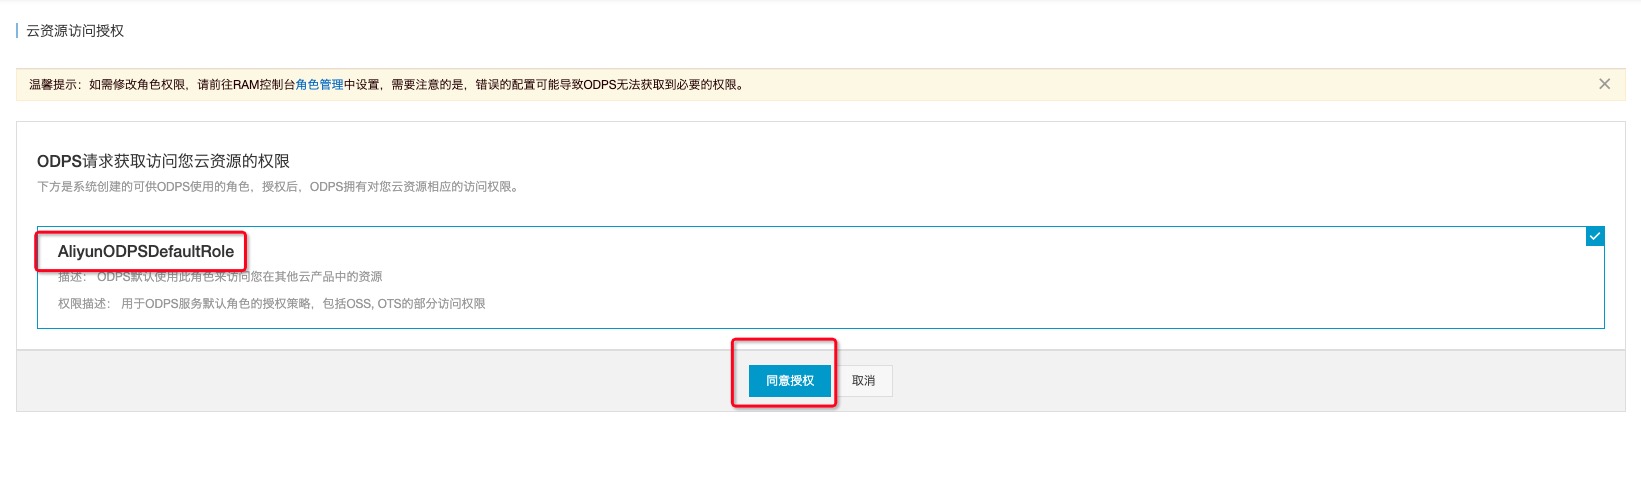 云资源访问授权
温馨提示：如需修改角色权限，请前往RAM控制台角色管理中设置，需要注意的是，错误的配置可能导致ODPS无法获取到必要的权限。
ODPS请求获取访问您云资源的权限
下方是系统创建的可供ODPS使用的角色，授权后，ODPS拥有对您云资源相应的访问权限。
AliyunODPSDefaultRole
描述： ODPS默认使用此角色来访问您在其他云产品中的资源
权限描述： 用于ODPS服务默认角色的授权策略，包括OSS, OTS的部分访问权限
同意授权 取消